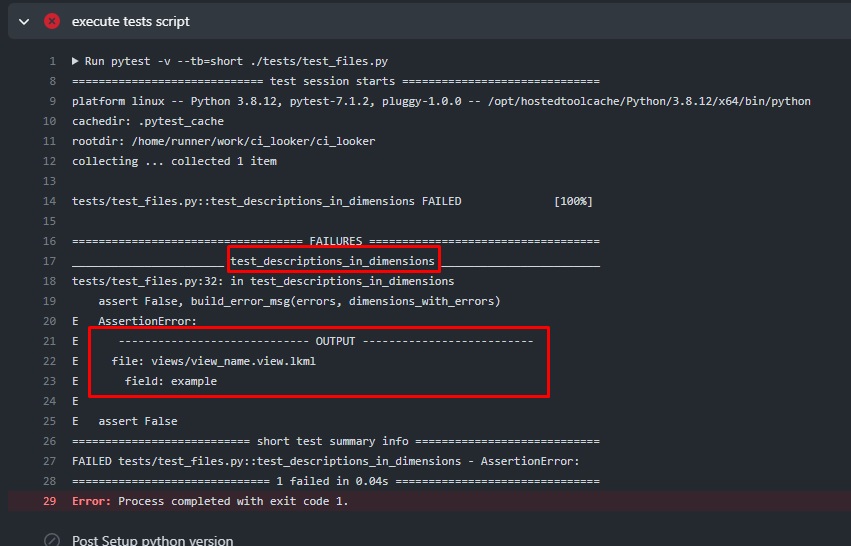 execute tests script
1 ▶ Run pytest -v --tb=short ./tests/test_files.py
8 ============================= test session starts ==============================
9 platform linux -- Python 3.8.12, pytest-7.1.2, pluggy-1.0.0 -- /opt/hostedtoolcache/Python/3.8.12/x64/bin/python
10 cachedir: .pytest_cache
11 rootdir: /home/runner/work/ci_looker/ci_looker
12 collecting ... collected 1 item
13
14 tests/test_files.py::test_descriptions_in_dimensions FAILED [100%]
15
16 =================================== FAILURES ===================================
17 _______________________ test_descriptions_in_dimensions ________________________
18 tests/test_files.py:32: in test_descriptions_in_dimensions
19 assert False, build_error_msg(errors, dimensions_with_errors)
20 E AssertionError:
21 E ----------------------------- OUTPUT --------------------------
22 E file: views/view_name.view.lkml
23 E field: example
24 E
25 E assert False
26 =========================== short test summary info ============================
27 FAILED tests/test_files.py::test_descriptions_in_dimensions - AssertionError:
28 ============================== 1 failed in 0.04s ===============================
29 Error: Process completed with exit code 1.
Post Setup python version